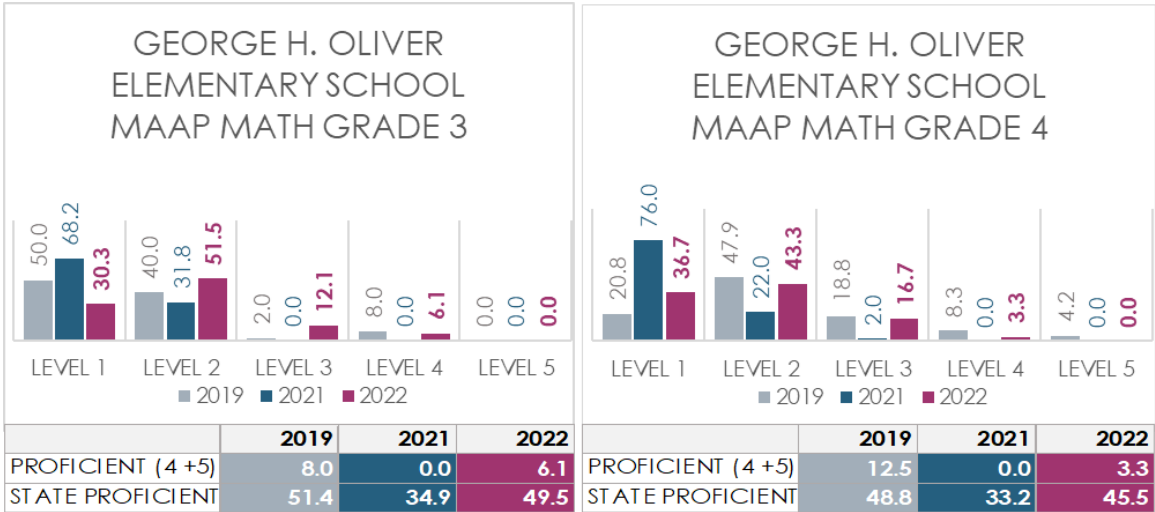 GEORGE H. OLIVER
ELEMENTARY SCHOOL
MAAP MATH GRADE 3
50.0 68.2 30.3 40.0 31.8 51.5 2.0 0.0 12.1 8.0 0.0 6.1 0.0 0.0 0.0
LEVEL 1 LEVEL 2 LEVEL 3 LEVEL 4 LEVEL 5
2019 2021 2022
2019 2021 2022
PROFICIENT (4 +5) 8.0 0.0 6.1
STATE PROFICIENT 51.4 34.9 49.5
GEORGE H. OLIVER
ELEMENTARY SCHOOL
MAAP MATH GRADE 4
20.8 76.0 36.7 47.9 22.0 43.3 18.8 2.0 16.7 8.3 0.0 3.3 4.2 0.0 0.0
LEVEL 1 LEVEL 2 LEVEL 3 LEVEL 4 LEVEL 5
2019 2021 2022
2019 2021 2022
PROFICIENT (4 +5) 12.5 0.0 3.3
STATE PROFICIENT 48.8 33.2 45.5